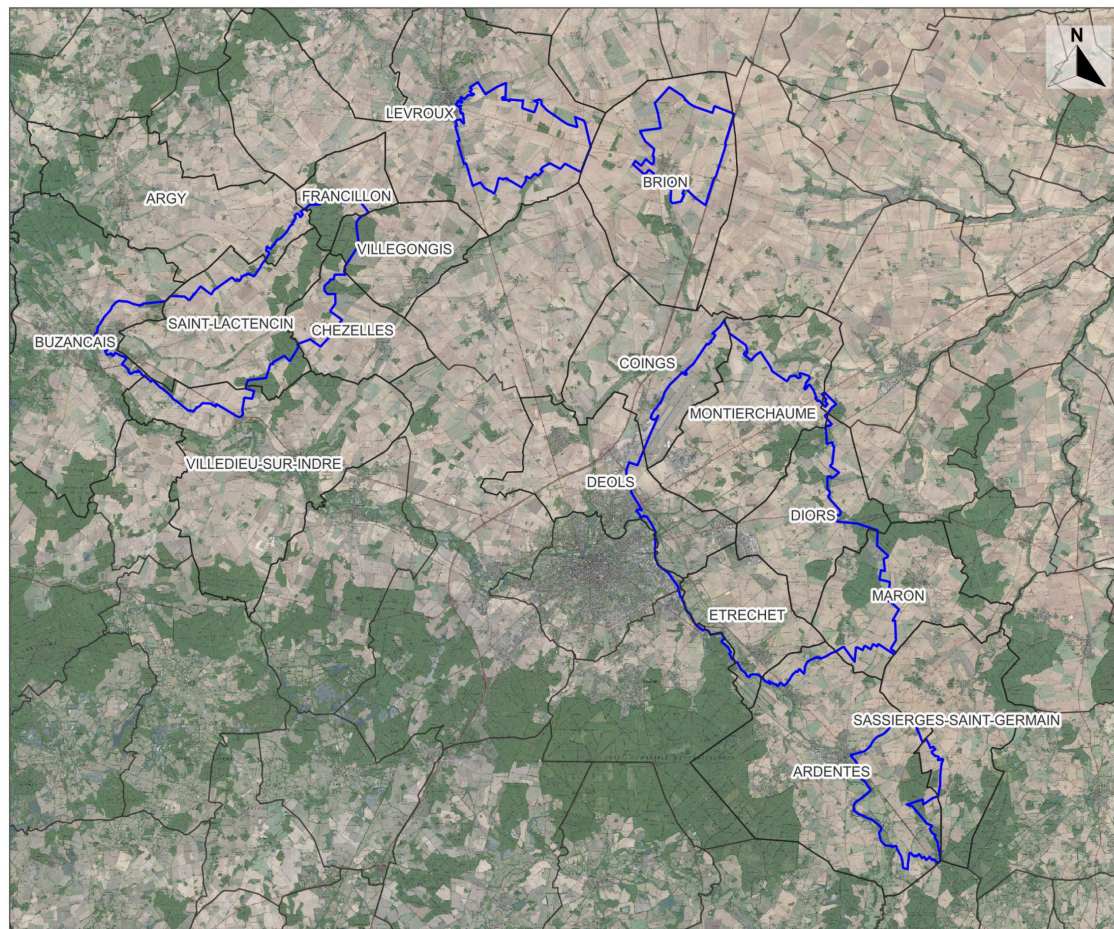 N
LEVROUX
BRION
ARGY
FRANCILLON
VILLEGONGIS
SAINT-LACTENCIN
CHEZELLES
BUZANCAIS
COINGS
MONTIERCHAUME
VILLEDIEU-SUR-INDRE
DEOLS
DIORS
MARON
ETRECHET
SASSIERGES-SAINT-GERMAIN
ARDENTES